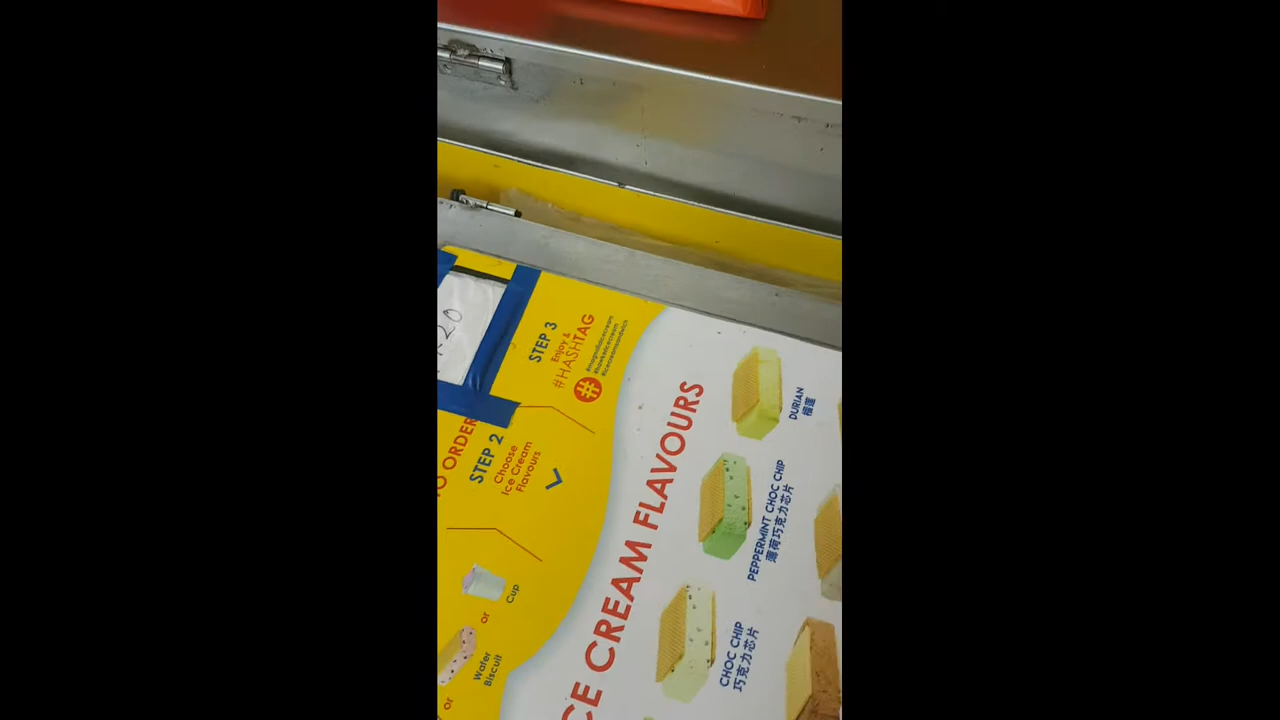 ORDER
STEP 2
Choose
Ice Cream
Flavours
or
Wafer
Biscuit
or
Cup
STEP 3
Enjoy &
#HASHTAG
#
#icecreamsandwich
CE CREAM FLAVOURS
CHOC CHIP
巧克力芯片
PEPPERMINT CHOC CHIP
薄荷巧克力芯片
DURIAN
榴莲